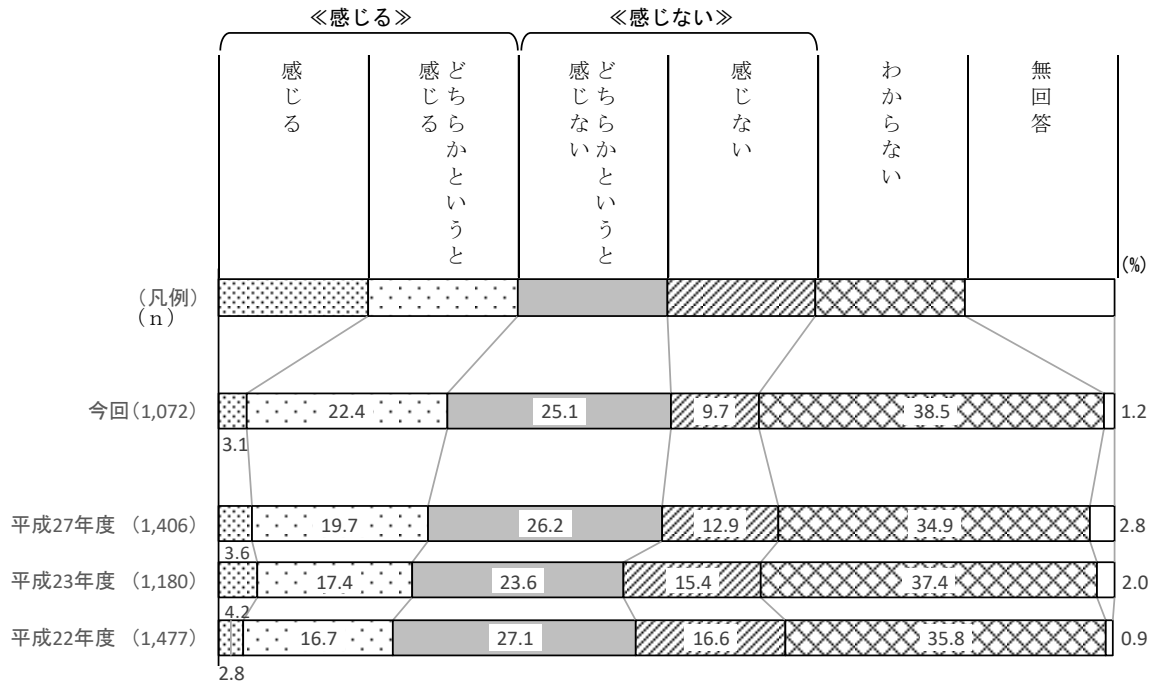 ≪感じる≫
≪感じない≫
感じる
どちらかというと
感じる
どちらかというと
感じない
感じない
わからない
無回答
(%)
(凡例)
(n)
今回(1,072)
3.1
22.4
25.1
9.7
38.5
1.2
平成27年度 (1,406)
3.6
19.7
26.2
12.9
34.9
2.8
平成23年度 (1,180)
4.2
17.4
23.6
15.4
37.4
2.0
平成22年度 (1,477)
2.8
16.7
27.1
16.6
35.8
0.9